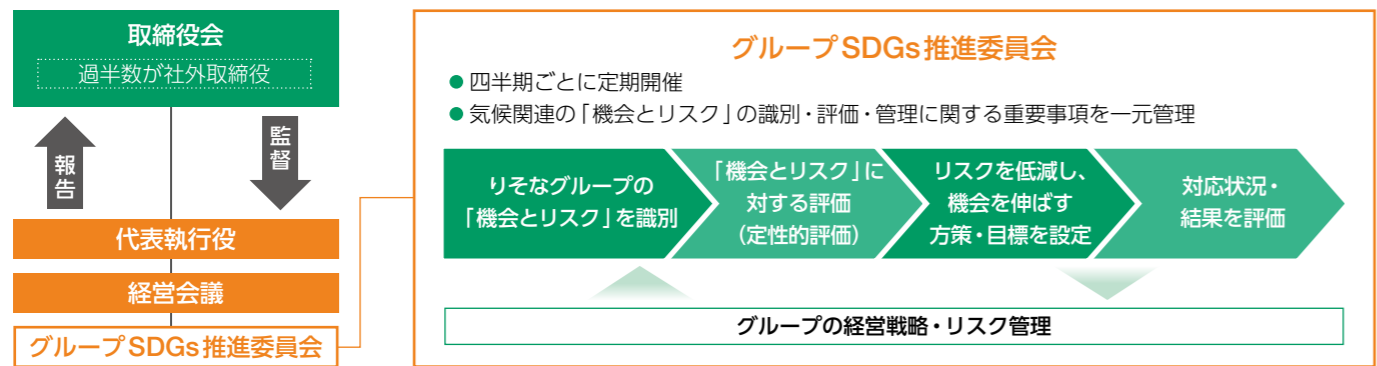 取締役会
過半数が社外取締役
報告
監督
代表執行役
経営会議
グループSDGs推進委員会
グループSDGs推進委員会
●四半期ごとに定期開催
●気候関連の「機会とリスク」の識別・評価・管理に関する重要事項を一元管理
りそなグループの
「機会とリスク」を識別
「機会とリスク」に
対する評価
（定性的評価）
リスクを低減し、
機会を伸ばす
方策・目標を設定
対応状況・
結果を評価
グループの経営戦略・リスク管理